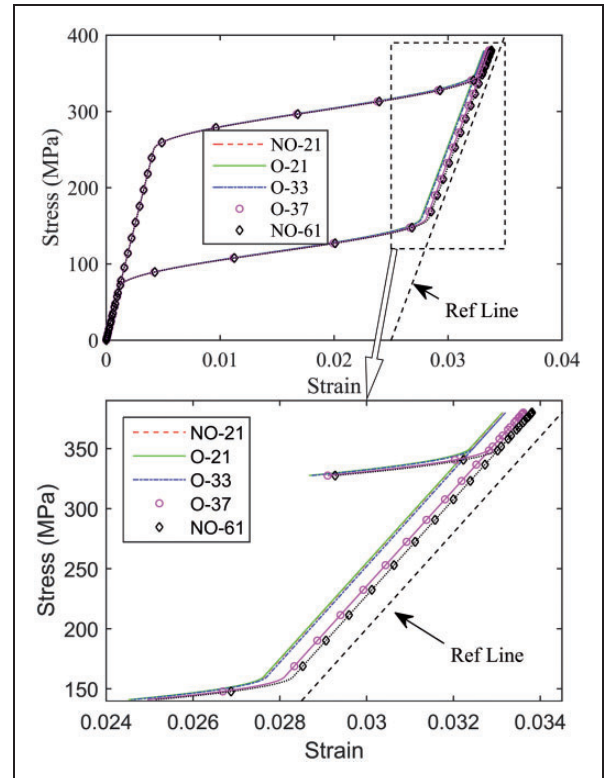 400
300
200
100
0
Stress (MPa)
NO-21
O-21
O-33
O-37
NO-61
Ref Line
0
0.01
0.02
0.03
0.04
Strain
350
300
250
200
150
Stress (MPa)
NO-21
O-21
O-33
O-37
NO-61
Ref Line
0.024
0.026
0.028
0.03
0.032
0.034
Strain